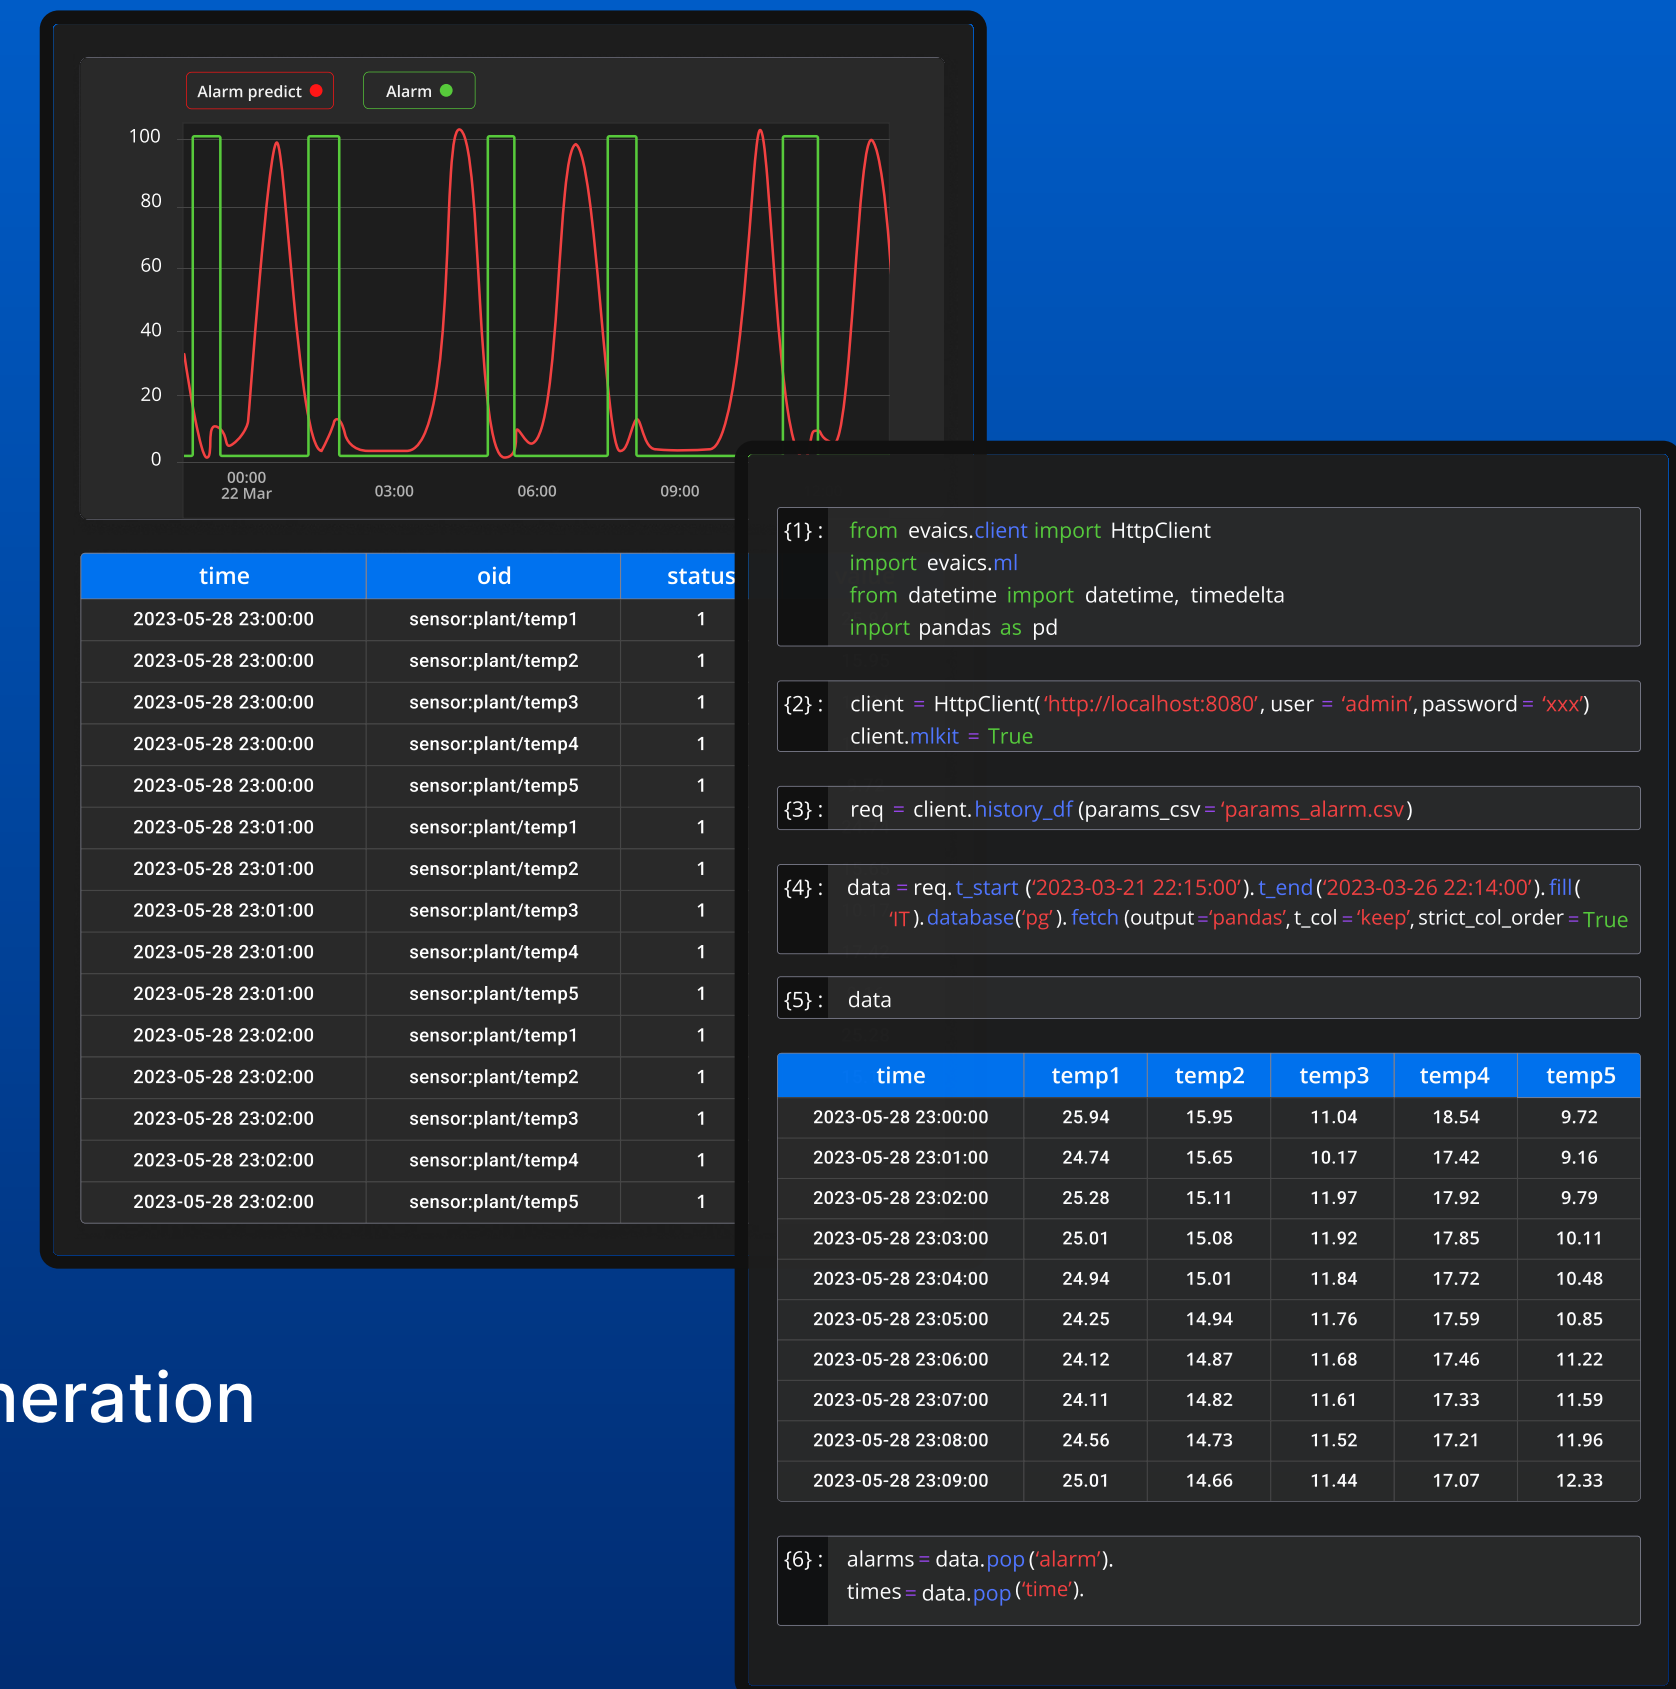 Alarm predict
Alarm
100
80
60
40
20
0
00:00
22 Mar
03:00
06:00
09:00
time oid status
2023-05-28 23:00:00 sensor:plant/temp1 1
2023-05-28 23:00:00 sensor:plant/temp2 1
2023-05-28 23:00:00 sensor:plant/temp3 1
2023-05-28 23:00:00 sensor:plant/temp4 1
2023-05-28 23:00:00 sensor:plant/temp5 1
2023-05-28 23:01:00 sensor:plant/temp1 1
2023-05-28 23:01:00 sensor:plant/temp2 1
2023-05-28 23:01:00 sensor:plant/temp3 1
2023-05-28 23:01:00 sensor:plant/temp4 1
2023-05-28 23:01:00 sensor:plant/temp5 1
2023-05-28 23:02:00 sensor:plant/temp1 1
2023-05-28 23:02:00 sensor:plant/temp2 1
2023-05-28 23:02:00 sensor:plant/temp3 1
2023-05-28 23:02:00 sensor:plant/temp4 1
2023-05-28 23:02:00 sensor:plant/temp5 1
neration
{1} : from evaics.client import HttpClient
import evaics.ml
from datetime import datetime, timedelta
inport pandas as pd
{2} : client = HttpClient(‘http://localhost:8080’, user = ‘admin’, password = ‘xxx’)
client.mlkit = True
{3} : req = client.history_df (params_csv = ‘params_alarm.csv)
{4} : data = req. t_start (‘2023-03-21 22:15:00’). t_end (‘2023-03-26 22:14:00’). fill (
‘IT ). database(‘pg’ ). fetch (output =‘pandas’, t_col = ‘keep’, strict_col_order = True
{5} : data
time temp1 temp2 temp3 temp4 temp5
2023-05-28 23:00:00 25.94 15.95 11.04 18.54 9.72
2023-05-28 23:01:00 24.74 15.65 10.17 17.42 9.16
2023-05-28 23:02:00 25.28 15.11 11.97 17.92 9.79
2023-05-28 23:03:00 25.01 15.08 11.92 17.85 10.11
2023-05-28 23:04:00 24.94 15.01 11.84 17.72 10.48
2023-05-28 23:05:00 24.25 14.94 11.76 17.59 10.85
2023-05-28 23:06:00 24.12 14.87 11.68 17.46 11.22
2023-05-28 23:07:00 24.11 14.82 11.61 17.33 11.59
2023-05-28 23:08:00 24.56 14.73 11.52 17.21 11.96
2023-05-28 23:09:00 25.01 14.66 11.44 17.07 12.33
{6} : alarms = data.pop (‘alarm’).
times = data.pop (‘time’).